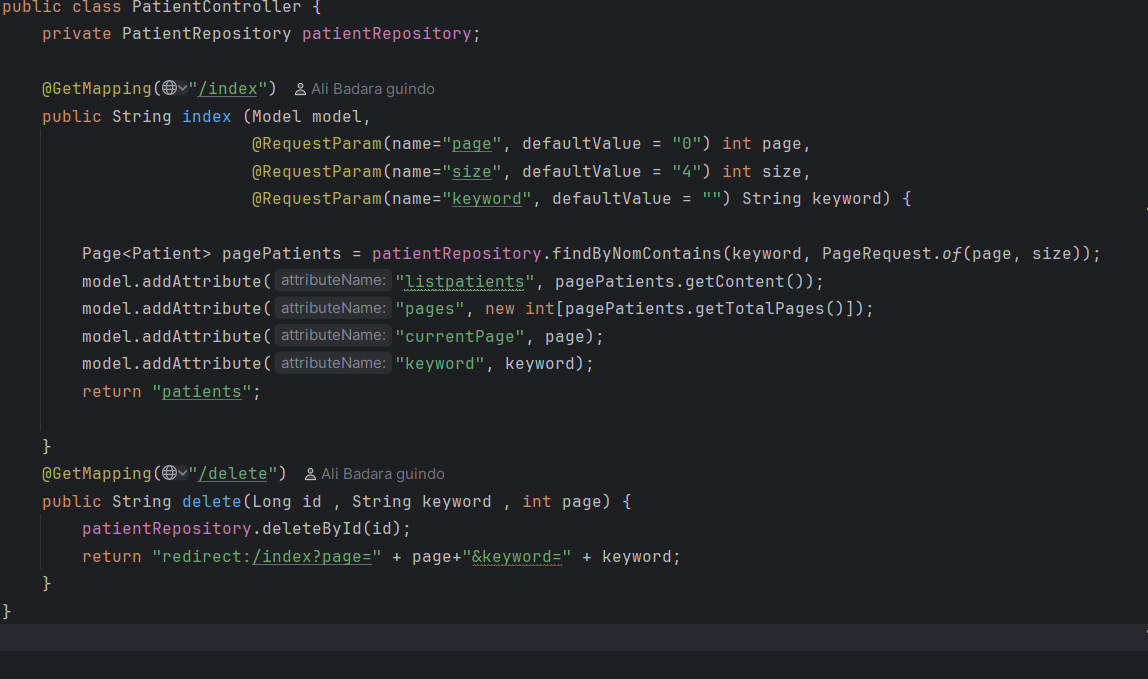 public class PatientController {
    private PatientRepository patientRepository;

    @GetMapping("/index")  Ali Badara guindo
    public String index (Model model,
                         @RequestParam(name="page", defaultValue = "0") int page,
                         @RequestParam(name="size", defaultValue = "4") int size,
                         @RequestParam(name="keyword", defaultValue = "") String keyword) {

        Page<Patient> pagePatients = patientRepository.findByNomContains(keyword, PageRequest.of(page, size));
        model.addAttribute( attributeName: "listpatients", pagePatients.getContent());
        model.addAttribute( attributeName: "pages", new int[pagePatients.getTotalPages()]);
        model.addAttribute( attributeName: "currentPage", page);
        model.addAttribute( attributeName: "keyword", keyword);
        return "patients";

    }
    @GetMapping("/delete")  Ali Badara guindo
    public String delete(Long id , String keyword , int page) {
        patientRepository.deleteById(id);
        return "redirect:/index?page=" + page+"&keyword=" + keyword;
    }
}